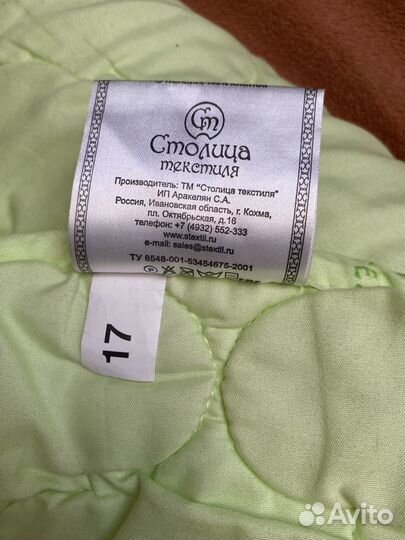 Ст
Столица
текстиля
Производитель: ТМ "Столица текстиля"
ИП Аракелян С.А.
Россия, Ивановская область, г. Кохма,
пл. Октябрьская, д.16
телефон: +7 (4932) 552-333
www.stextil.ru
e-mail: sales@stextil.ru
ТУ 8548-001-53454675-2001
17
Avito